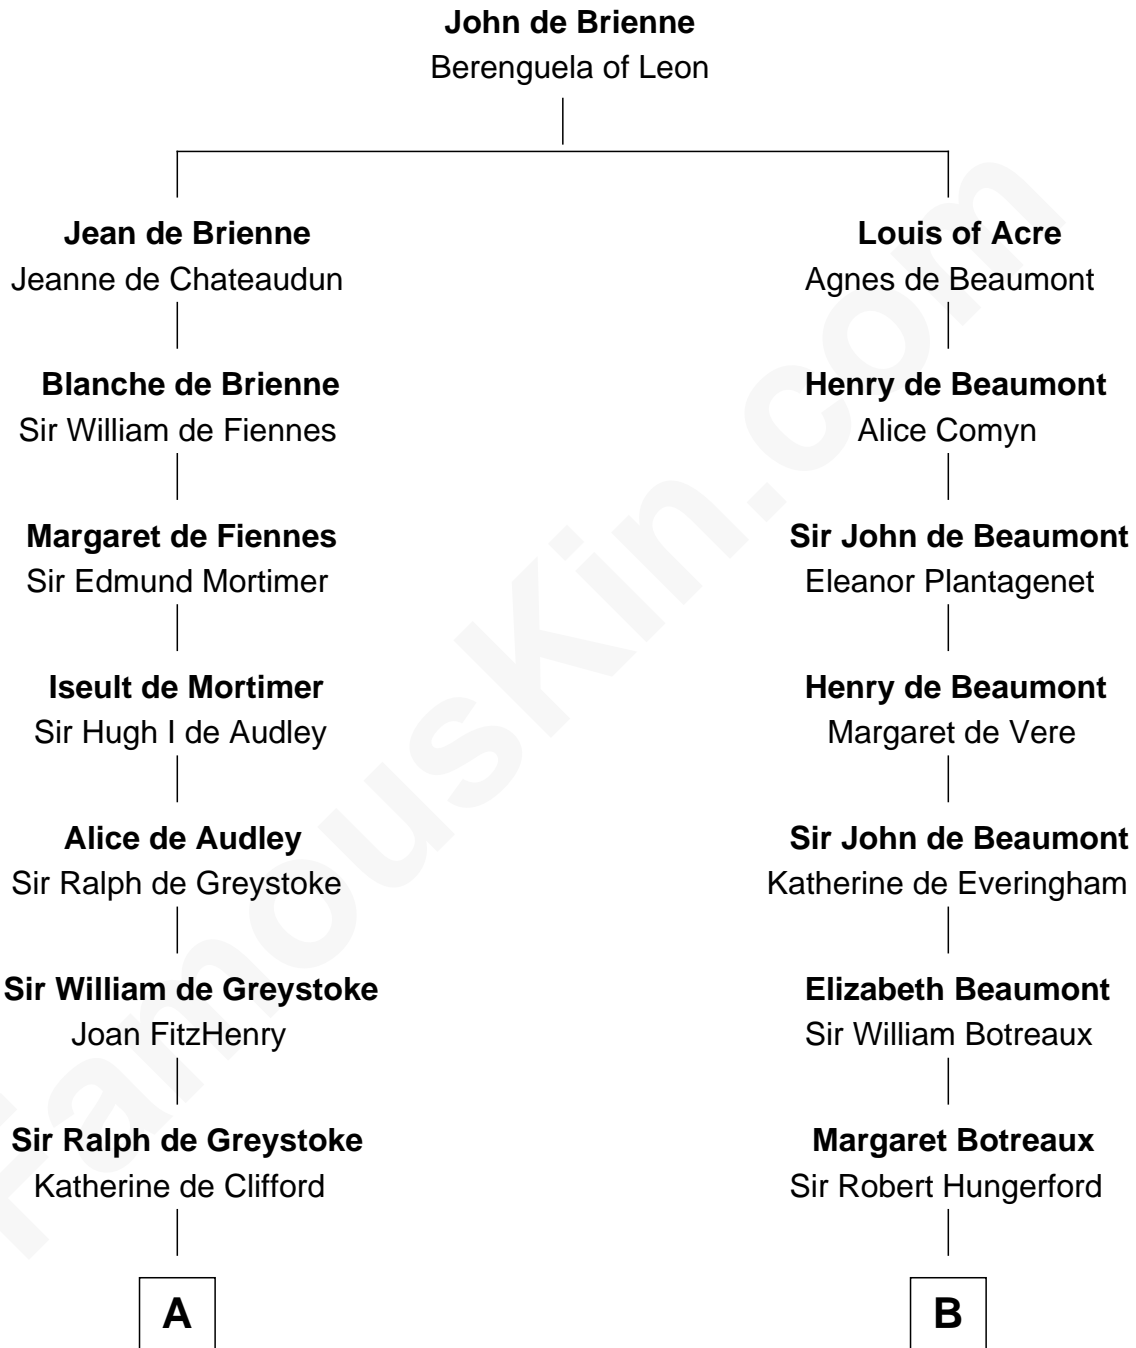 John de Brienne
Berenguela of Leon
Jean de Brienne
Jeanne de Chateaudun
Louis of Acre
Agnes de Beaumont
Blanche de Brienne
Sir William de Fiennes
Henry de Beaumont
Alice Comyn
Margaret de Fiennes
Sir Edmund Mortimer
Sir John de Beaumont
Eleanor Plantagenet
Iseult de Mortimer
Sir Hugh I de Audley
Henry de Beaumont
Margaret de Vere
Alice de Audley
Sir Ralph de Greystoke
Sir John de Beaumont
Katherine de Everingham
Sir William de Greystoke
Joan FitzHenry
Elizabeth Beaumont
Sir William Botreaux
Sir Ralph de Greystoke
Katherine de Clifford
Margaret Botreaux
Sir Robert Hungerford
A
B
FamousKin.com